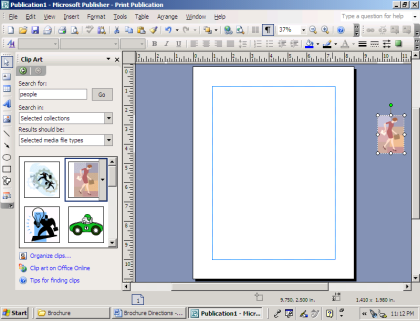 Publication1 - Microsoft Publisher - Print Publication
File Edit View Insert Format Tools Table Arrange Window Help Type a question for help
37%
Clip Art
Search for:
people Go
Search in:
Selected collections
Results should be:
Selected media file types
Organize clips...
Clip art on Office Online
Tips for finding clips
1 9.750, 2.500 in. 1.410 x 1.980 in.
Start Brochure Brochure Directions - ... Publication1 - Micros... 11:12 PM